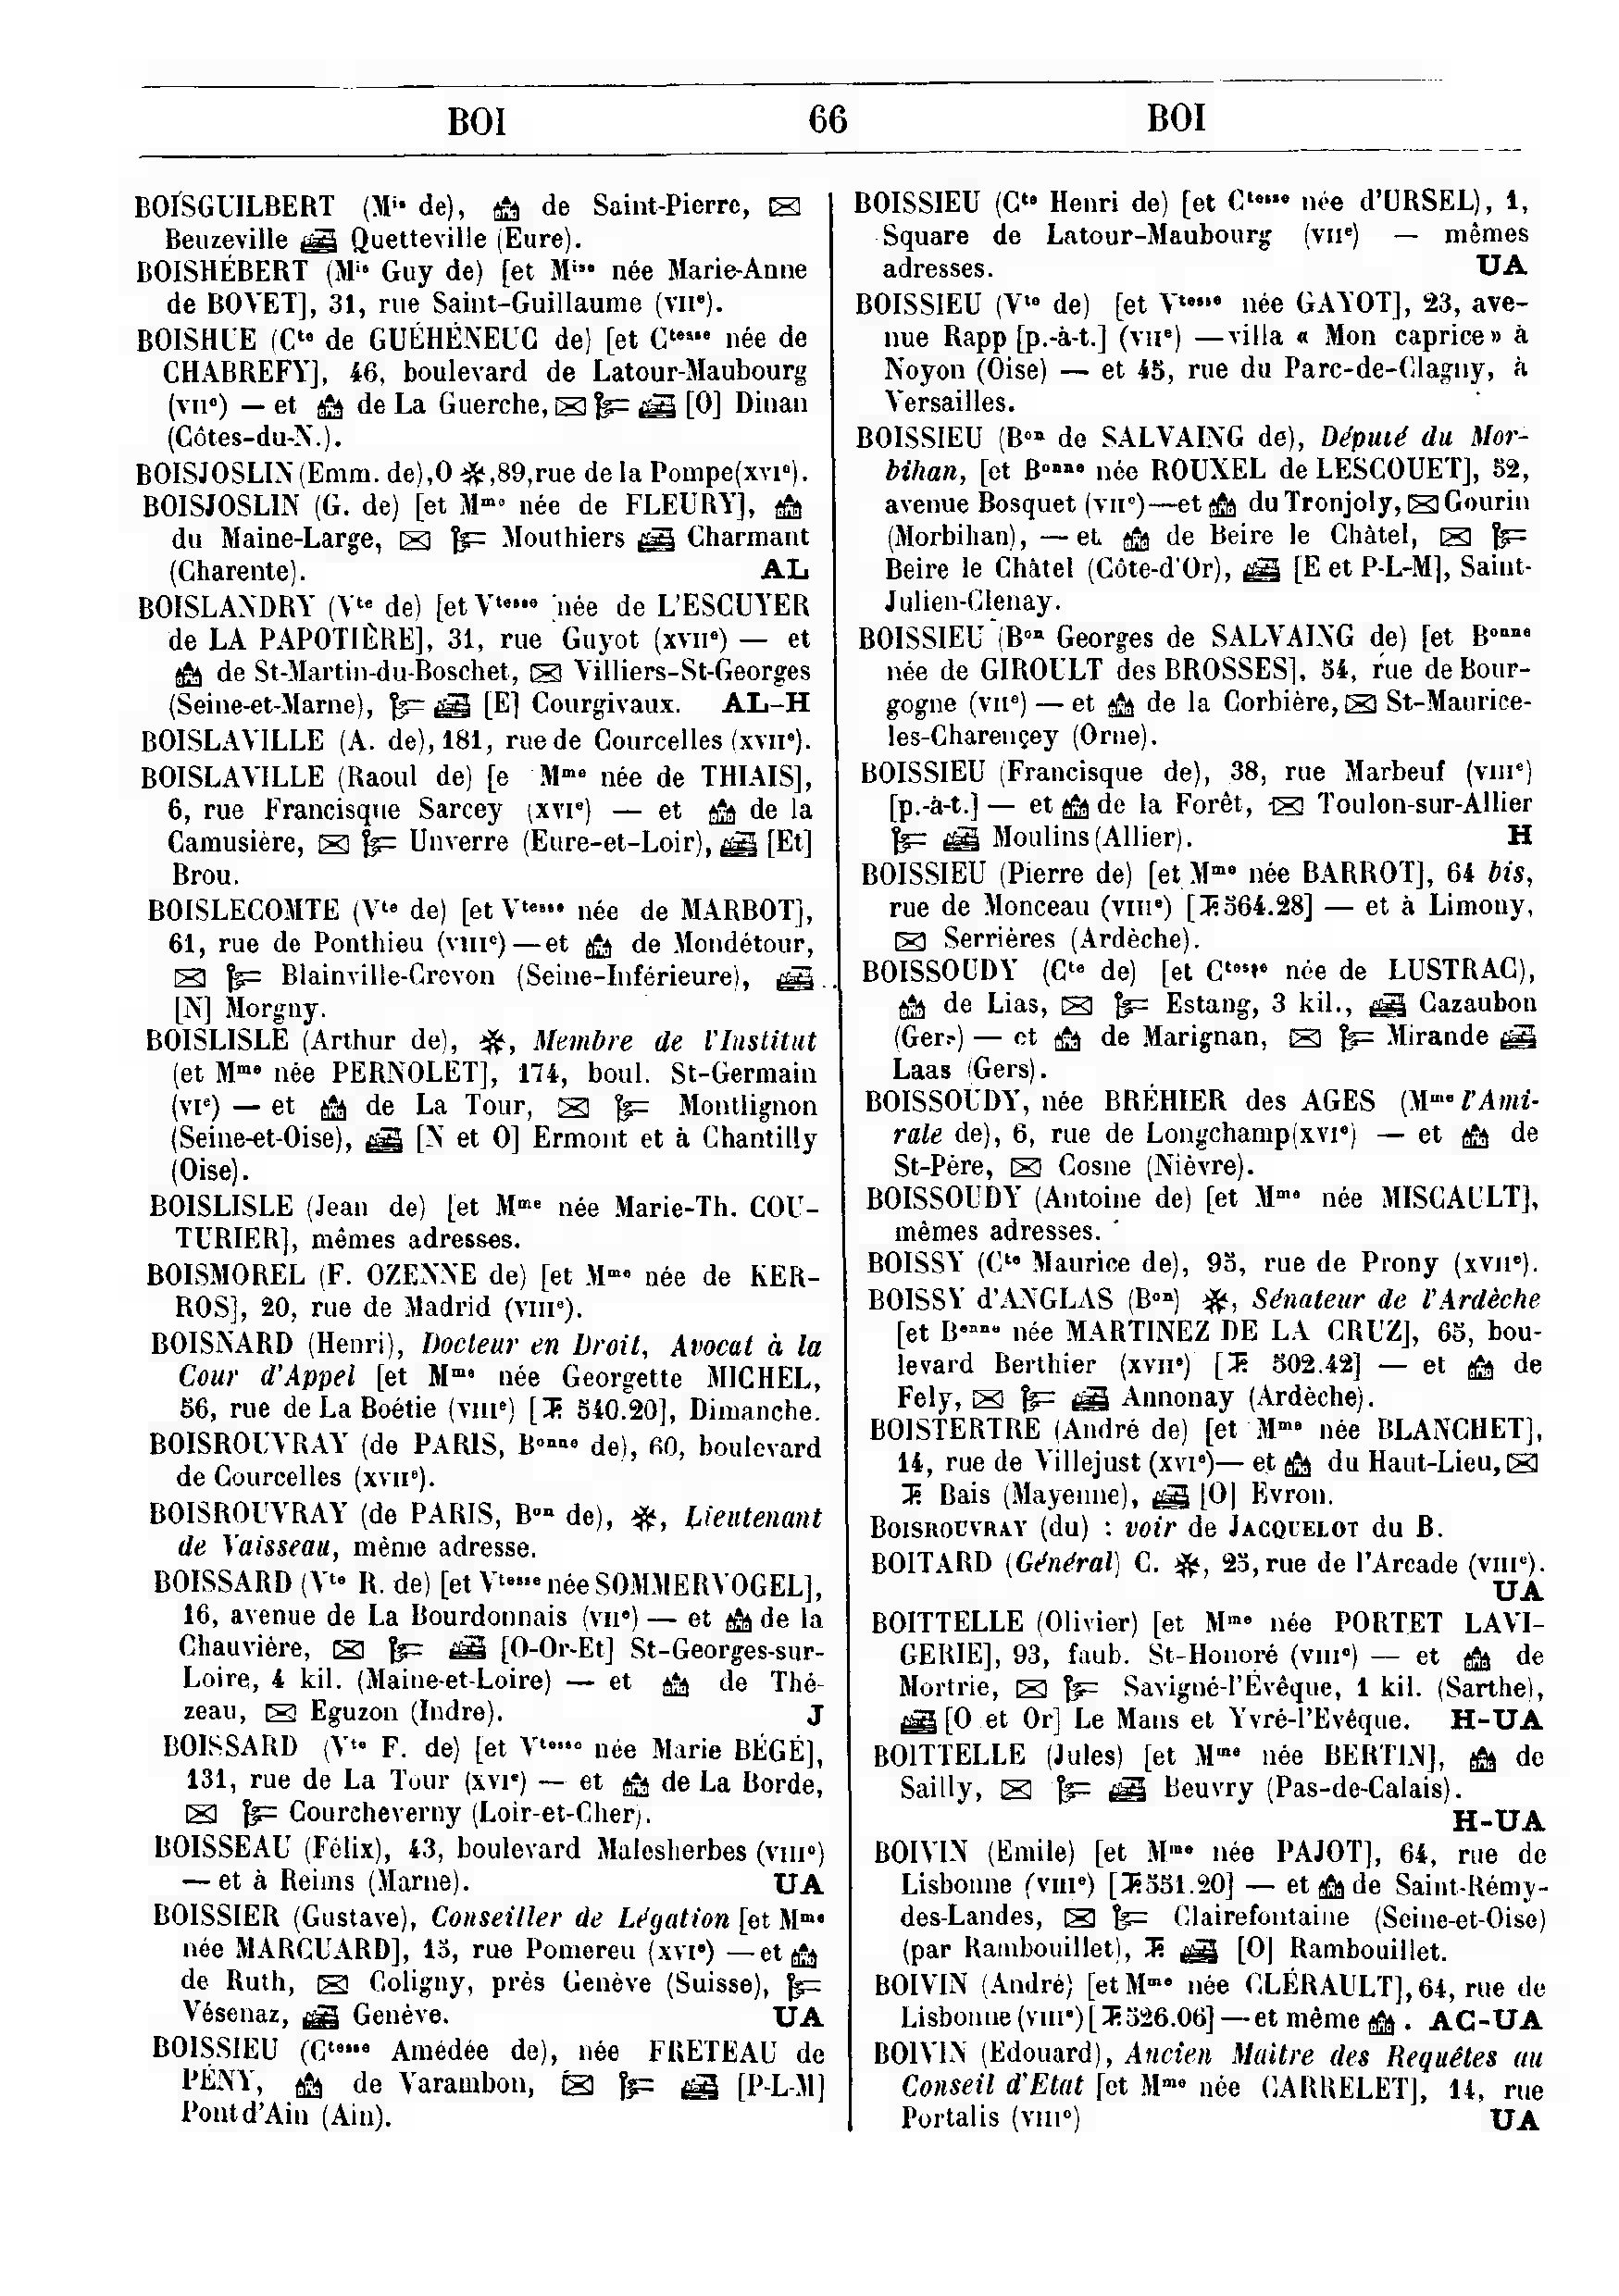 BOI 66 BOI
BOISGUILBERT (Mis de), de Saint-Pierre,
Beuzeville Quetteville (Eure).
BOISHÉBERT (Mis Guy de) [et Mise née Marie-Anne
de BOVET], 31, rue Saint-Guillaume (VIIe).
BOISHUE (Cte de GUÉHÉNEUC de) [et Ctesse née de
CHABREFY], 46, boulevard de Latour-Maubourg
(VIIe) — et de La Guerche, [O] Dinan
(Côtes-du-N.).
BOISJOSLIN (Emm. de), O ✻, 89, rue de la Pompe (XVIe).
BOISJOSLIN (G. de) [et Mme née de FLEURY],
du Maine-Large, Mouthiers Charmant
(Charente). AL
BOISLANDRY (Vte de) [et Vtesse née de L'ESCUYER
de LA PAPOTIÈRE], 31, rue Guyot (XVIIe) — et
de St-Martin-du-Boschet, Villiers-St-Georges
(Seine-et-Marne), [E] Courgivaux. AL-H
BOISLAVILLE (A. de), 181, rue de Courcelles (XVIIe).
BOISLAVILLE (Raoul de) [e Mme née de THIAIS],
6, rue Francisque Sarcey (XVIe) — et de la
Camusière, Unverre (Eure-et-Loir), [Et]
Brou.
BOISLECOMTE (Vte de) [et Vtesse née de MARBOT],
61, rue de Ponthieu (VIIIe) — et de Mondétour,
Blainville-Crevon (Seine-Inférieure),
[N] Morgny.
BOISLISLE (Arthur de), ✻, Membre de l'Institut
(et Mme née PERNOLET], 174, boul. St-Germain
(VIe) — et de La Tour, Montlignon
(Seine-et-Oise), [N et O] Ermont et à Chantilly
(Oise).
BOISLISLE (Jean de) [et Mme née Marie-Th. COU-
TURIER], mêmes adresses.
BOISMOREL (F. OZENNE de) [et Mme née de KER-
ROS], 20, rue de Madrid (VIIIe).
BOISNARD (Henri), Docteur en Droit, Avocat à la
Cour d'Appel [et Mme née Georgette MICHEL,
56, rue de La Boétie (VIIIe) [T. 540.20], Dimanche.
BOISROUVRAY (de PARIS, Bonne de), 60, boulevard
de Courcelles (XVIIe).
BOISROUVRAY (de PARIS, Bon de), ✻, Lieutenant
de Vaisseau, même adresse.
BOISSARD (Vte R. de) [et Vtesse née SOMMERVOGEL],
16, avenue de La Bourdonnais (VIIe) — et de la
Chauvière, [O-Or-Et] St-Georges-sur-
Loire, 4 kil. (Maine-et-Loire) — et de Thé-
zeau, Eguzon (Indre). J
BOISSARD (Vte F. de) [et Vtesse née Marie BÉGÉ],
131, rue de La Tour (XVIe) — et de La Borde,
Courcheverny (Loir-et-Cher).
BOISSEAU (Félix), 43, boulevard Malesherbes (VIIIe)
— et à Reims (Marne). UA
BOISSIER (Gustave), Conseiller de Légation [et Mme
née MARCUARD], 15, rue Pomereu (XVIe) — et
de Ruth, Coligny, près Genève (Suisse),
Vésenaz, Genève. UA
BOISSIEU (Ctesse Amédée de), née FRETEAU de
PÉNY, de Varambon, [P-L-M]
Pont d'Ain (Ain).
BOISSIEU (Cte Henri de) [et Ctesse née d'URSEL), 1,
Square de Latour-Maubourg (VIIe) — mêmes
adresses. UA
BOISSIEU (Vte de) [et Vtesse née GAYOT], 23, ave-
nue Rapp [p.-à-t.] (VIIe) — villa « Mon caprice » à
Noyon (Oise) — et 45, rue du Parc-de-Clagny, à
Versailles.
BOISSIEU (Bon de SALVAING de), Député du Mor-
bihan, [et Bonne née ROUXEL de LESCOUET], 52,
avenue Bosquet (VIIe) — et du Tronjoly, Gourin
(Morbihan), — et de Beire le Châtel,
Beire le Châtel (Côte-d'Or), [E et P-L-M], Saint-
Julien-Clenay.
BOISSIEU (Bon Georges de SALVAING de) [et Bonne
née de GIROULT des BROSSES], 54, rue de Bour-
gogne (VIIe) — et de la Corbière, St-Maurice-
les-Charençey (Orne).
BOISSIEU (Francisque de), 38, rue Marbeuf (VIIIe)
[p.-à-t.] — et de la Forêt, Toulon-sur-Allier
Moulins (Allier). H
BOISSIEU (Pierre de) [et Mme née BARROT], 64 bis,
rue de Monceau (VIIIe) [T. 564.28] — et à Limony,
Serrières (Ardèche).
BOISSOUDY (Cte de) [et Ctesse née de LUSTRAC),
de Lias, Estang, 3 kil., Cazaubon
(Gers) — et de Marignan, Mirande
Laas (Gers).
BOISSOUDY, née BRÉHIER des AGES (Mme l'Ami-
rale de), 6, rue de Longchamp (XVIe) — et de
St-Père, Cosne (Nièvre).
BOISSOUDY (Antoine de) [et Mme née MISCAULT],
mêmes adresses.
BOISSY (Cte Maurice de), 95, rue de Prony (XVIIe).
BOISSY d'ANGLAS (Bon) ✻, Sénateur de l'Ardèche
[et Bonne née MARTINEZ DE LA CRUZ], 65, bou-
levard Berthier (XVIIe) [T. 502.42] — et de
Fely, Annonay (Ardèche).
BOISTERTRE (André de) [et Mme née BLANCHET],
14, rue de Villejust (XVIe) — et du Haut-Lieu,
T. Bais (Mayenne), [O] Evron.
BOISROUVRAY (du) : voir de JACQUELOT du B.
BOITARD (Général) C. ✻, 25, rue de l'Arcade (VIIIe).
UA
BOITTELLE (Olivier) [et Mme née PORTET LAVI-
GERIE], 93, faub. St-Honoré (VIIIe) — et de
Mortrie, Savigné-l'Évêque, 1 kil. (Sarthe),
[O et Or] Le Mans et Yvré-l'Evêque. H-UA
BOITTELLE (Jules) [et Mme née BERTIN], de
Sailly, Beuvry (Pas-de-Calais).
H-UA
BOIVIN (Emile) [et Mme née PAJOT], 64, rue de
Lisbonne (VIIIe) [T. 551.20] — et de Saint-Rémy-
des-Landes, Clairefontaine (Seine-et-Oise)
(par Rambouillet), T. [O] Rambouillet.
BOIVIN (André) [et Mme née CLÉRAULT], 64, rue de
Lisbonne (VIIIe) [T. 526.06] — et même . AC-UA
BOIVIN (Edouard), Ancien Maitre des Requêtes au
Conseil d'Etat [et Mme née CARRELET], 14, rue
Portalis (VIIIe) UA